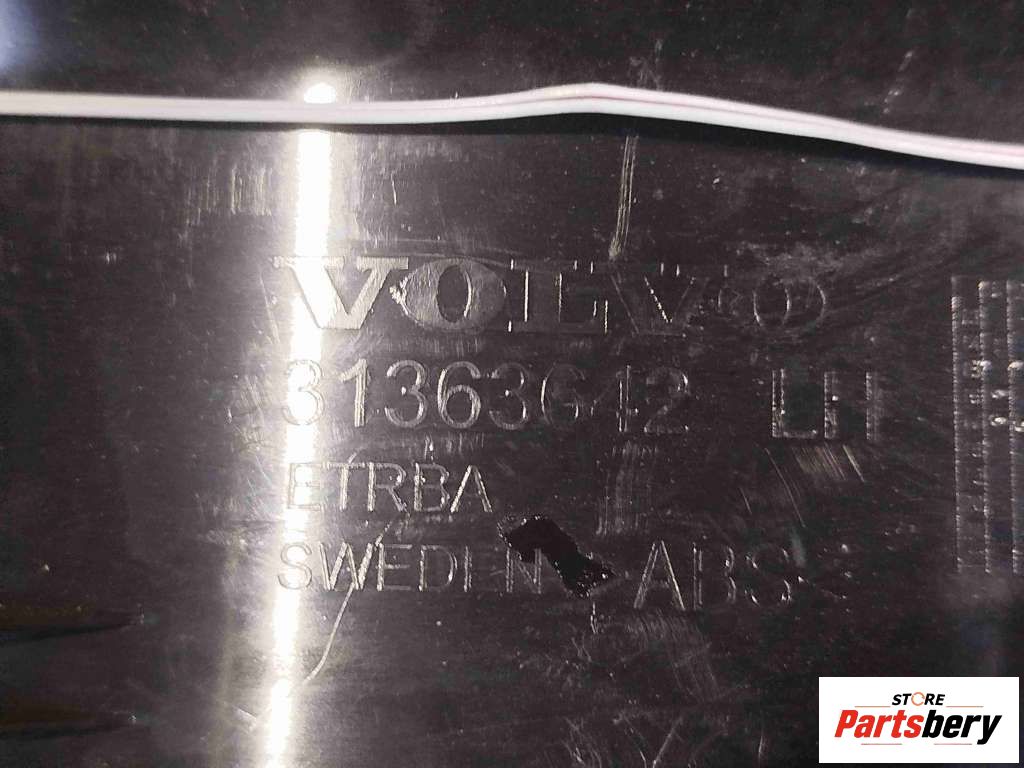 VOLVO
31363642 LH
ETRBA
SWEDEN ABS
STORE
Partsbery